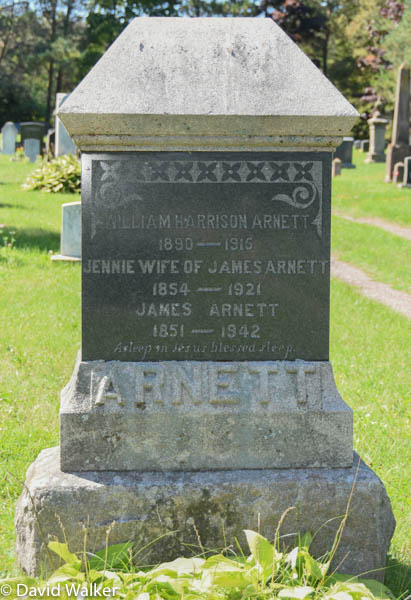 WILLIAM HARRISON ARNETT
1890 — 1915
JENNIE WIFE OF JAMES ARNETT
1854 — 1921
JAMES ARNETT
1851 — 1942
Asleep in Jesus blessed sleep.
ARNETT
© David Walker